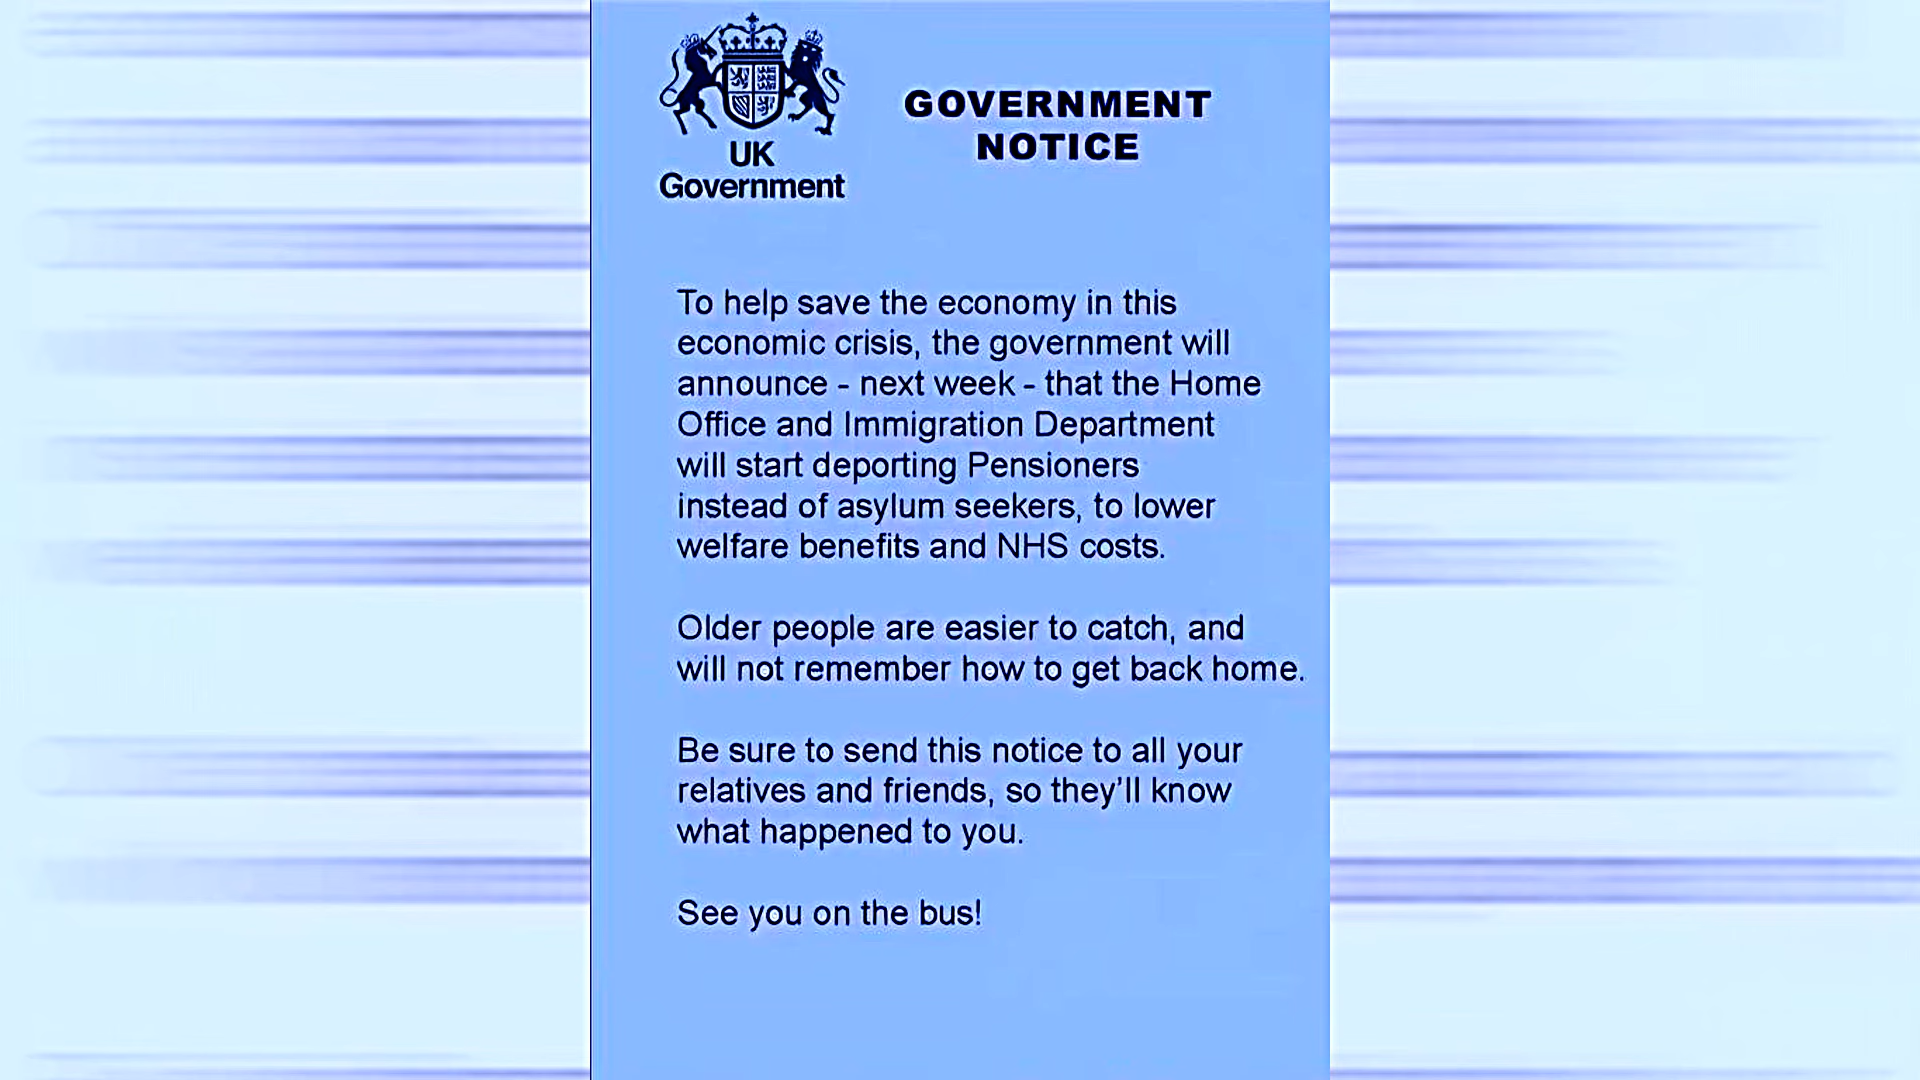 UK
Government
GOVERNMENT
NOTICE
To help save the economy in this
economic crisis, the government will
announce - next week - that the Home
Office and Immigration Department
will start deporting Pensioners
instead of asylum seekers, to lower
welfare benefits and NHS costs.
Older people are easier to catch, and
will not remember how to get back home.
Be sure to send this notice to all your
relatives and friends, so they’ll know
what happened to you.
See you on the bus!